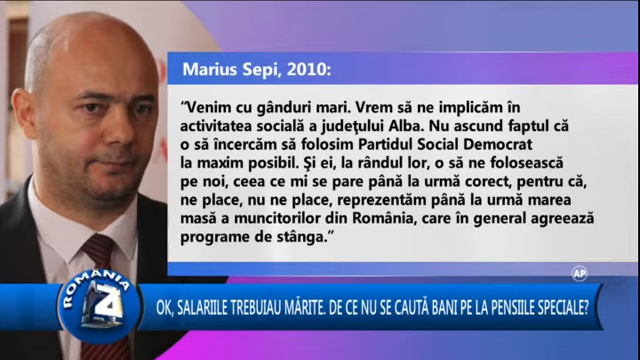 Marius Sepi, 2010:
“Venim cu gânduri mari. Vrem să ne implicăm în
activitatea socială a judeţului Alba. Nu ascund faptul că
o să încercăm să folosim Partidul Social Democrat
la maxim posibil. Şi ei, la rândul lor, o să ne folosească
pe noi, ceea ce mi se pare până la urmă corect, pentru că,
ne place, nu ne place, reprezentăm până la urmă marea
masă a muncitorilor din România, care în general agreează
programe de stânga.”
AP
ROMÂNIA
4
OK, SALARIILE TREBUIAU MĂRITE. DE CE NU SE CAUTĂ BANI PE LA PENSIILE SPECIALE?